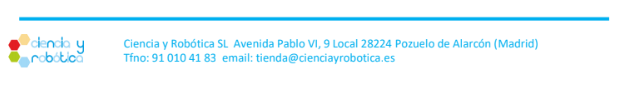 ciencia y
robótica
Ciencia y Robótica SL Avenida Pablo VI, 9 Local 28224 Pozuelo de Alarcón (Madrid)
Tfno: 91 010 41 83 email: tienda@cienciayrobotica.es